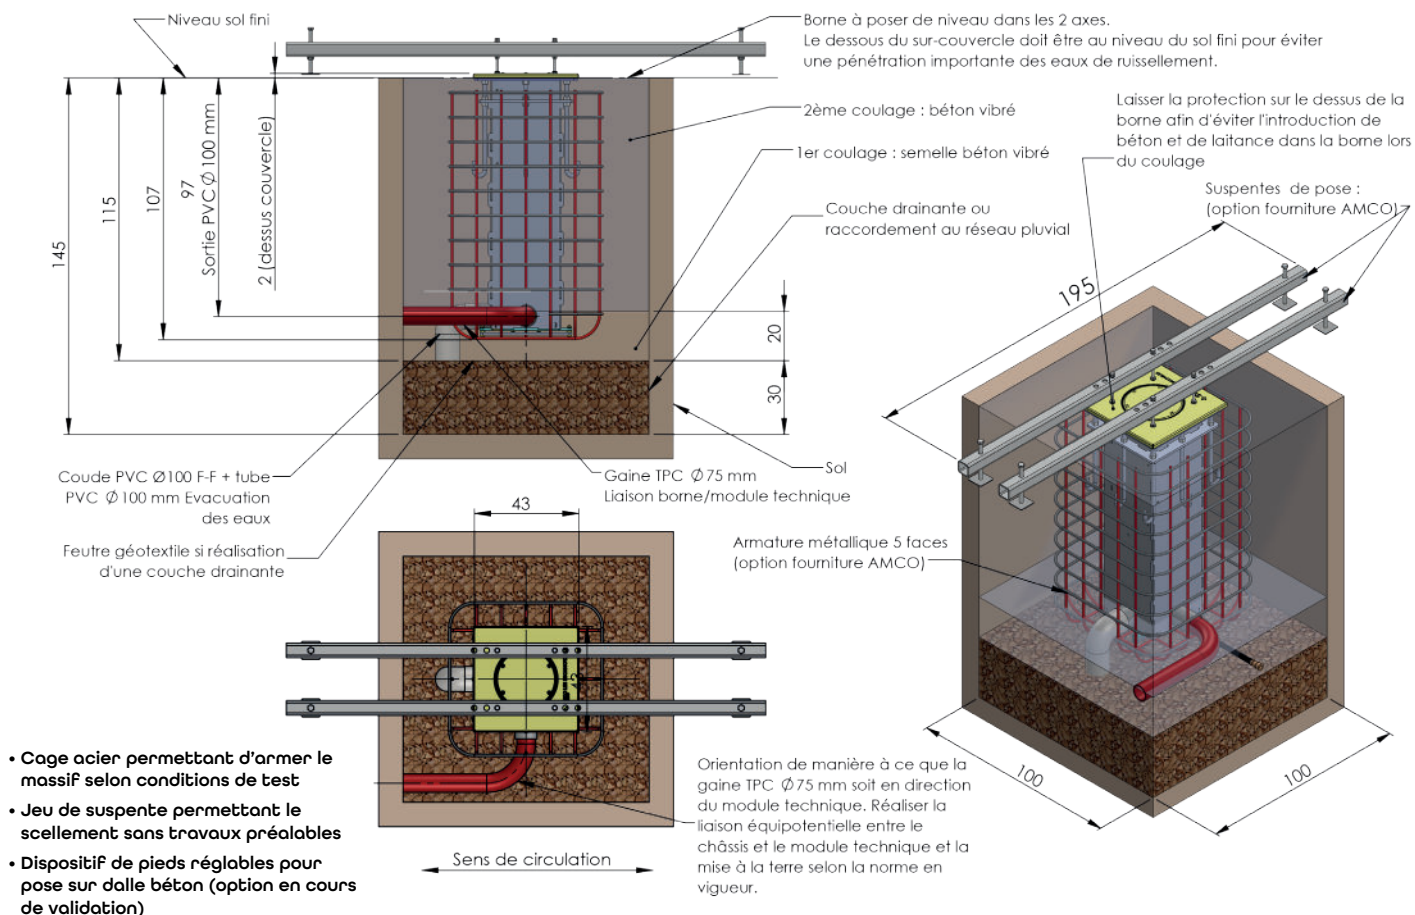 Niveau sol fini
Borne à poser de niveau dans les 2 axes.
Le dessous du sur-couvercle doit être au niveau du sol fini pour éviter
une pénétration importante des eaux de ruissellement.
2ème coulage : béton vibré
1er coulage : semelle béton vibré
Couche drainante ou
raccordement au réseau pluvial
Laisser la protection sur le dessus de la
borne afin d'éviter l'introduction de
béton et de laitance dans la borne lors
du coulage
Suspentes de pose :
(option fourniture AMCO)
145
115
107
97
Sortie PVC Ø 100 mm
2 (dessus couvercle)
20
30
195
Coude PVC Ø100 F-F + tube
PVC Ø 100 mm Evacuation
des eaux
Feutre géotextile si réalisation
d'une couche drainante
Gaine TPC Ø 75 mm
Liaison borne/module technique
Sol
43
42
Armature métallique 5 faces
(option fourniture AMCO)
100
100
Orientation de manière à ce que la
gaine TPC Ø 75 mm soit en direction
du module technique. Réaliser la
liaison équipotentielle entre le
châssis et le module technique et la
mise à la terre selon la norme en
vigueur.
Sens de circulation
• Cage acier permettant d'armer le
massif selon conditions de test
• Jeu de suspente permettant le
scellement sans travaux préalables
• Dispositif de pieds réglables pour
pose sur dalle béton (option en cours
de validation)